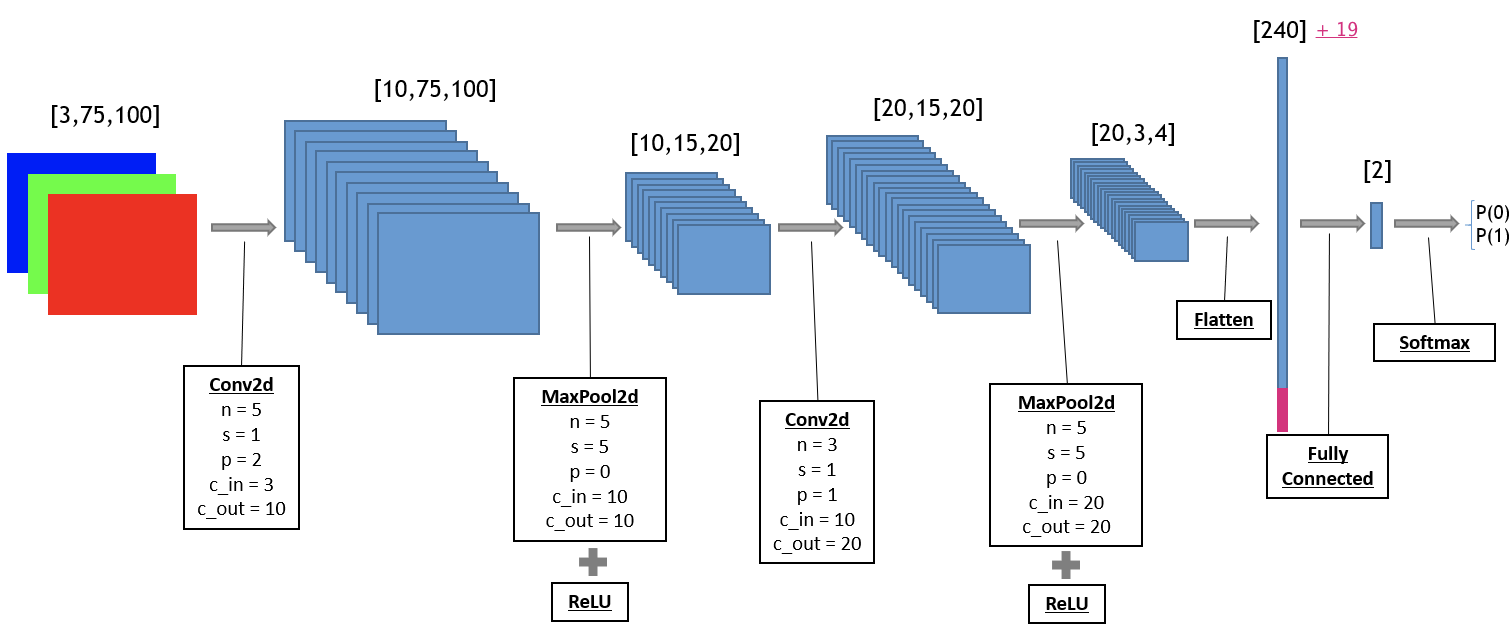 [3,75,100]
[10,75,100]
[10,15,20]
[20,15,20]
[20,3,4]
[240] + 19
[2]
P(0)
P(1)
Conv2d
n = 5
s = 1
p = 2
c_in = 3
c_out = 10
MaxPool2d
n = 5
s = 5
p = 0
c_in = 10
c_out = 10
ReLU
Conv2d
n = 3
s = 1
p = 1
c_in = 10
c_out = 20
MaxPool2d
n = 5
s = 5
p = 0
c_in = 20
c_out = 20
ReLU
Flatten
Fully
Connected
Softmax